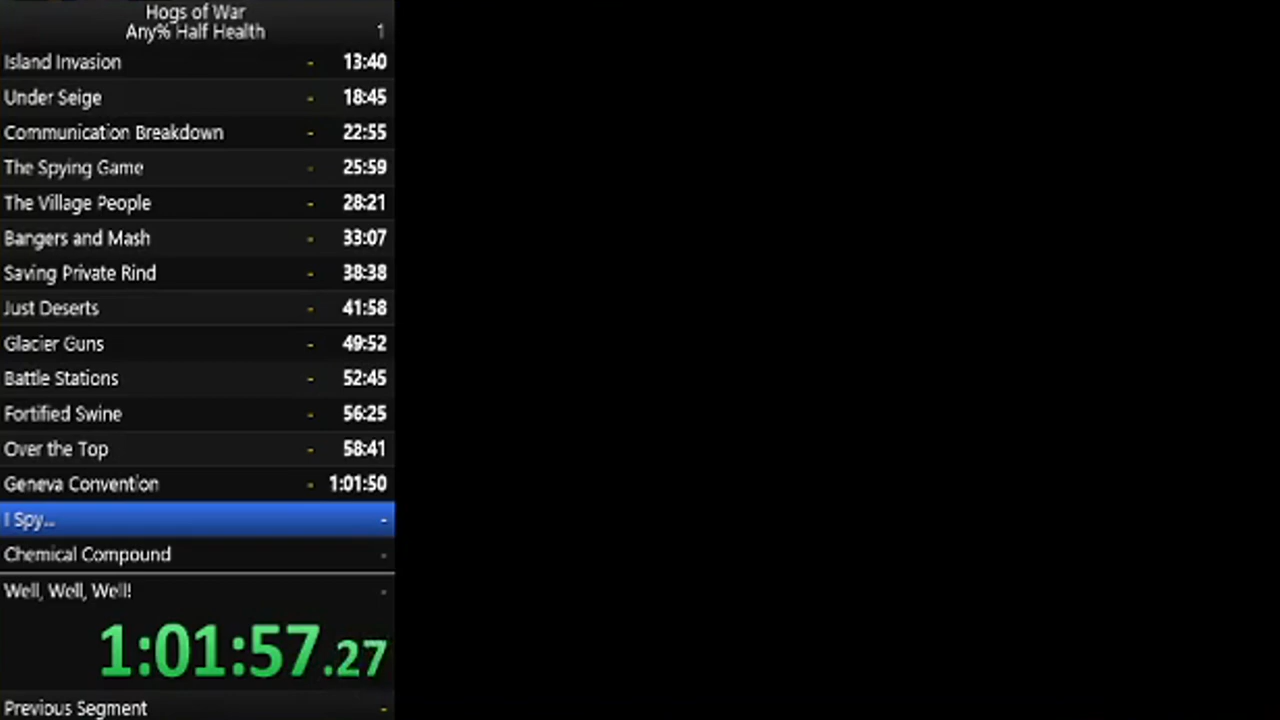 Hogs of War
Any% Half Health 1
Island Invasion - 13:40
Under Seige - 18:45
Communication Breakdown - 22:55
The Spying Game - 25:59
The Village People - 28:21
Bangers and Mash - 33:07
Saving Private Rind - 38:38
Just Deserts - 41:58
Glacier Guns - 49:52
Battle Stations - 52:45
Fortified Swine - 56:25
Over the Top - 58:41
Geneva Convention - 1:01:50
I Spy... -
Chemical Compound -
Well, Well, Well! -
1:01:57.27
Previous Segment -